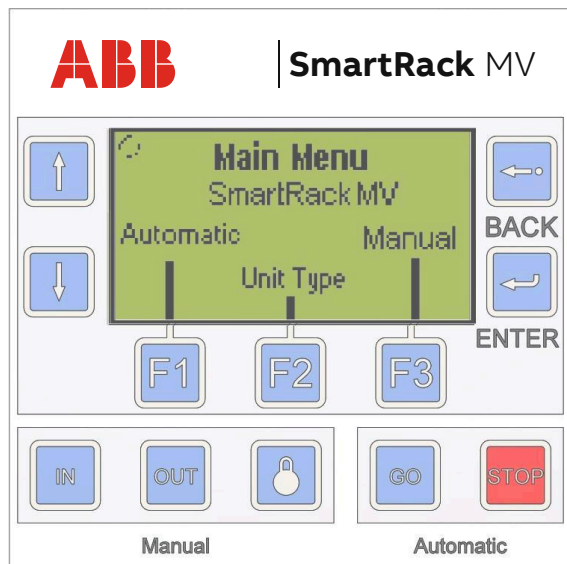 ABB SmartRack MV
Main Menu
SmartRack MV
Automatic Manual
Unit Type
BACK
ENTER
F1 F2 F3
IN OUT GO STOP
Manual Automatic